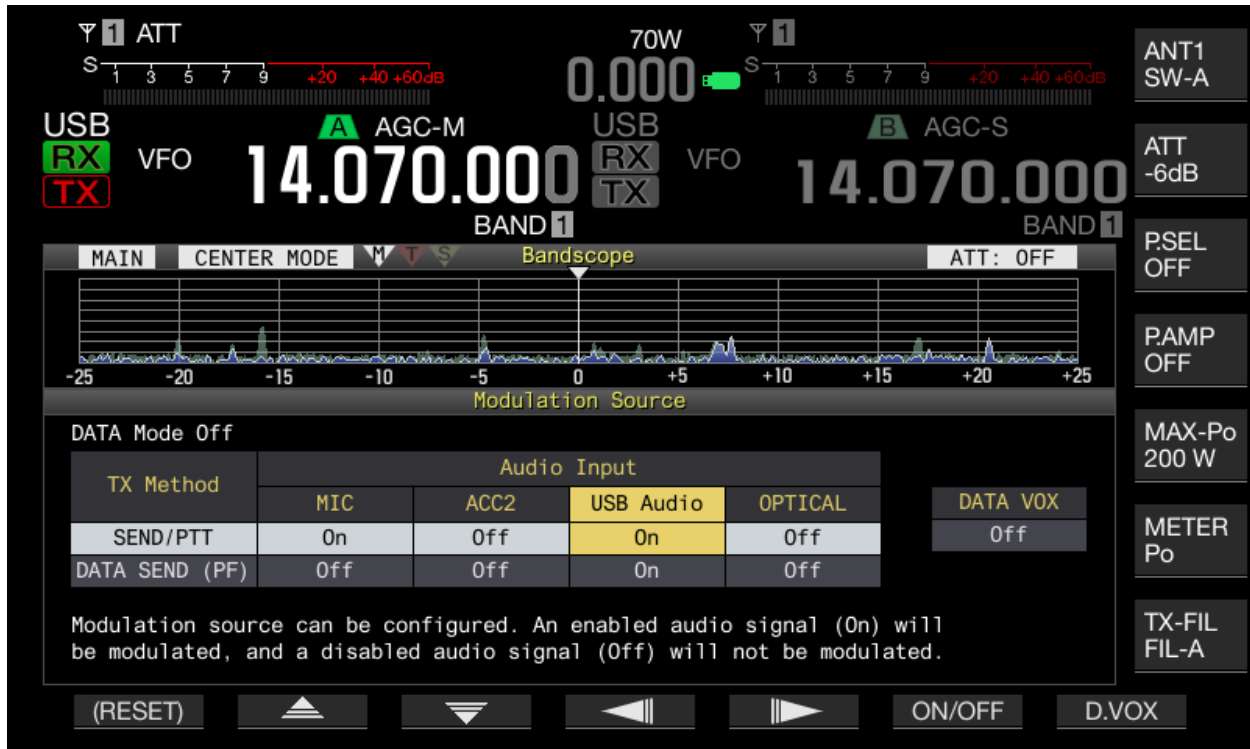 1 ATT
70W
1
S 1 3 5 7 9 +20 +40 +60dB
0.000
S 1 3 5 7 9 +20 +40 +60dB
USB
A AGC-M
USB
B AGC-S
RX VFO 14.070.000
RX VFO 14.070.000
TX
TX
BAND 1
BAND 1
MAIN CENTER MODE M T S Bandscope ATT: OFF
-25 -20 -15 -10 -5 0 +5 +10 +15 +20 +25
Modulation Source
DATA Mode Off
TX Method
Audio Input
MIC ACC2 USB Audio OPTICAL
DATA VOX
SEND/PTT On Off On Off
Off
DATA SEND (PF) Off Off On Off
Modulation source can be configured. An enabled audio signal (On) will
be modulated, and a disabled audio signal (Off) will not be modulated.
ANT1
SW-A
ATT
-6dB
P.SEL
OFF
P.AMP
OFF
MAX-Po
200 W
METER
Po
TX-FIL
FIL-A
(RESET) ON/OFF D.VOX